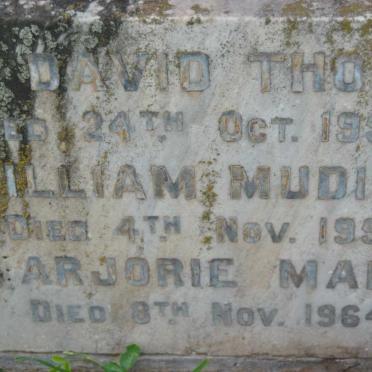 DAVID THO
ED 24TH OCT. 19
ILLIAM MUDI
DIED 4TH NOV. 19
ARJORIE MA
DIED 8TH NOV. 1964